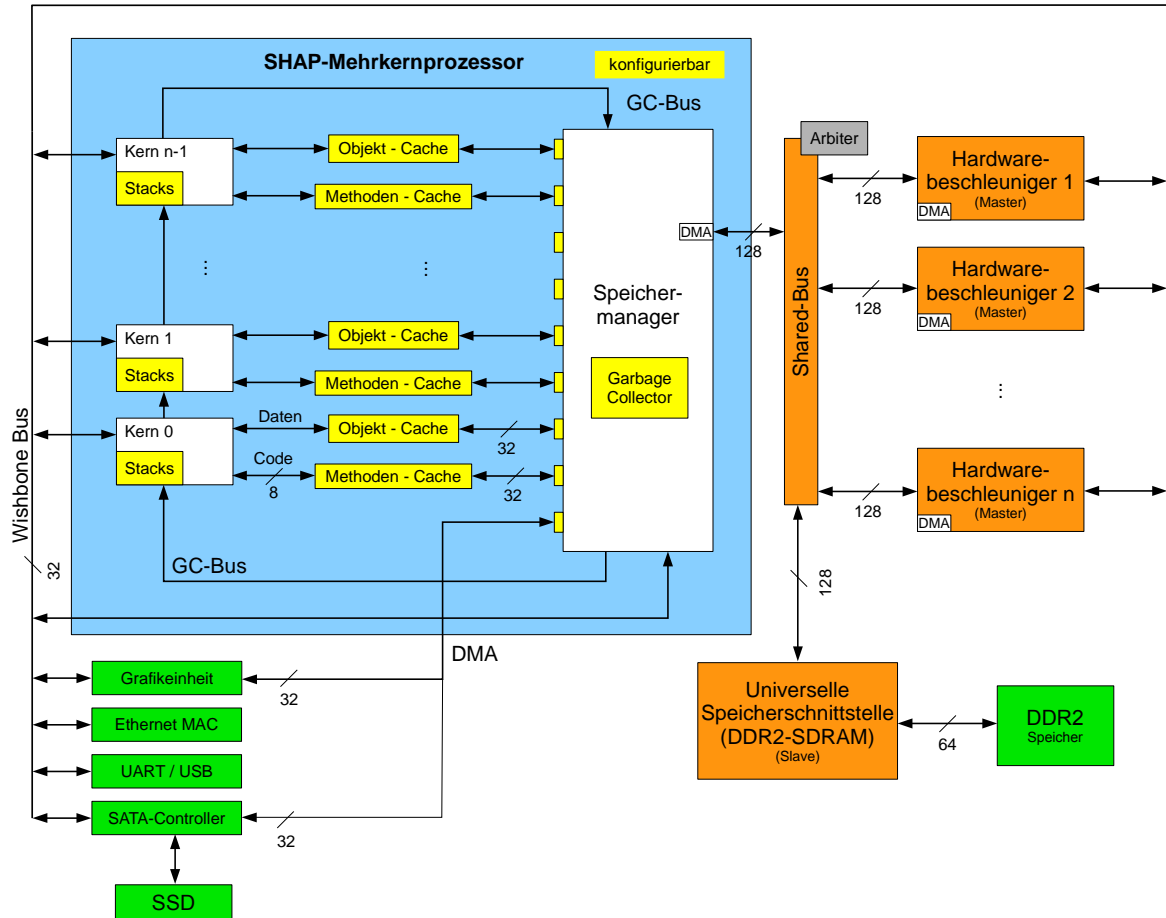 SHAP-Mehrkernprozessor
konfigurierbar
GC-Bus
Kern n-1
Stacks
Objekt - Cache
Methoden - Cache
...
...
Kern 1
Stacks
Objekt - Cache
Methoden - Cache
Kern 0
Stacks
Daten
Objekt - Cache
32
Code
8
Methoden - Cache
32
GC-Bus
Speicher-
manager
Garbage
Collector
DMA
128
Wishbone Bus
32
Arbiter
Shared-Bus
128
Hardware-
beschleuniger 1
(Master)
DMA
128
Hardware-
beschleuniger 2
(Master)
DMA
...
128
Hardware-
beschleuniger n
(Master)
DMA
128
DMA
Grafikeinheit
32
Ethernet MAC
UART / USB
SATA-Controller
32
SSD
Universelle
Speicherschnittstelle
(DDR2-SDRAM)
(Slave)
64
DDR2
Speicher